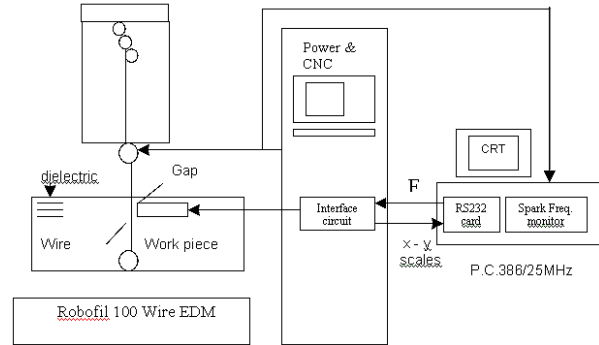 Power &
CNC
dielectric
Gap
CRT
F
Interface
circuit
RS232
card
Spark Freq.
monitor
Wire
Work piece
x - y
scales
P.C.386/25MHz
Robofil 100 Wire EDM